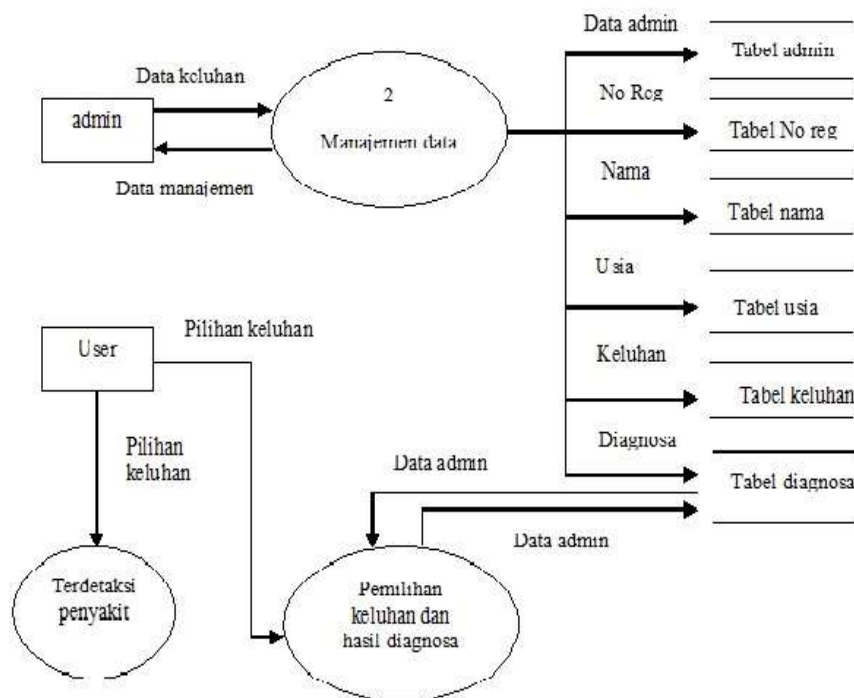 Data admin
Tabel admin
Data keluhan
2
No Reg
admin
Manajemen data
Tabel No reg
Data manajemen
Nama
Tabel nama
Usia
Tabel usia
Pilihan keluhan
User
Keluhan
Tabel keluhan
Pilihan
keluhan
Diagnosa
Data admin
Tabel diagnosa
Data admin
Terdetaksi
penyakit
Pemilihan
keluhan dan
hasil diagnosa